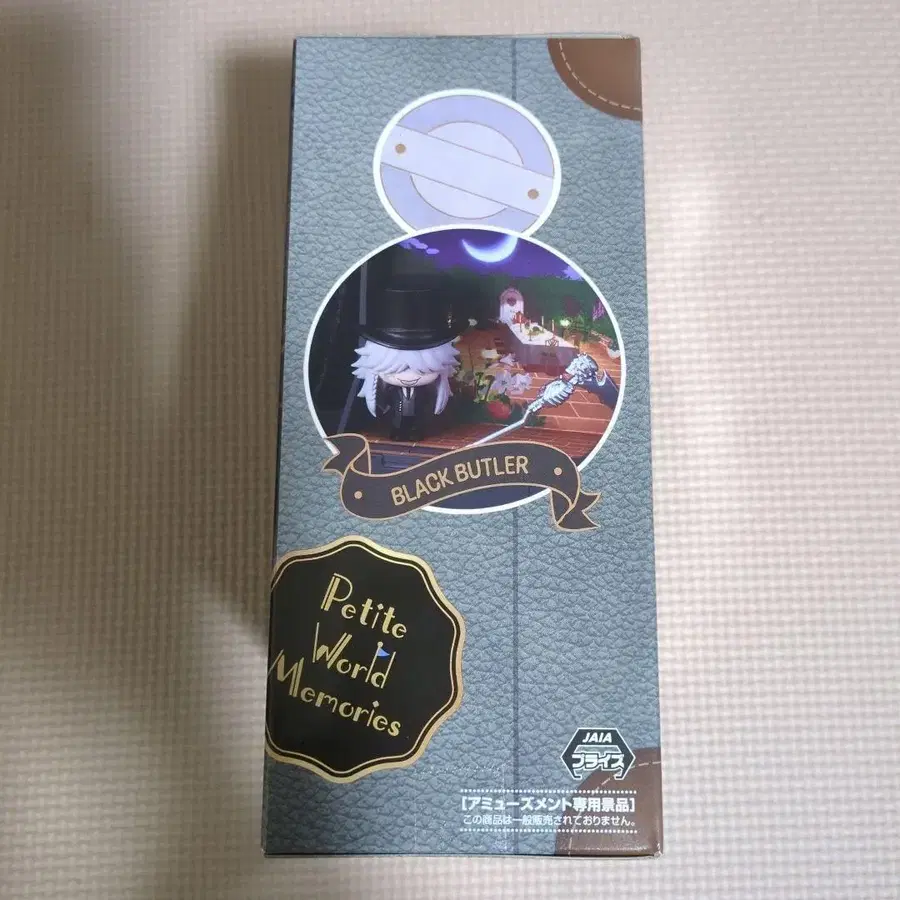 BLACK BUTLER
Petite
World
Memories
JAIA
プライズ
[アミューズメント専用景品]
この商品は一般販売されておりません。